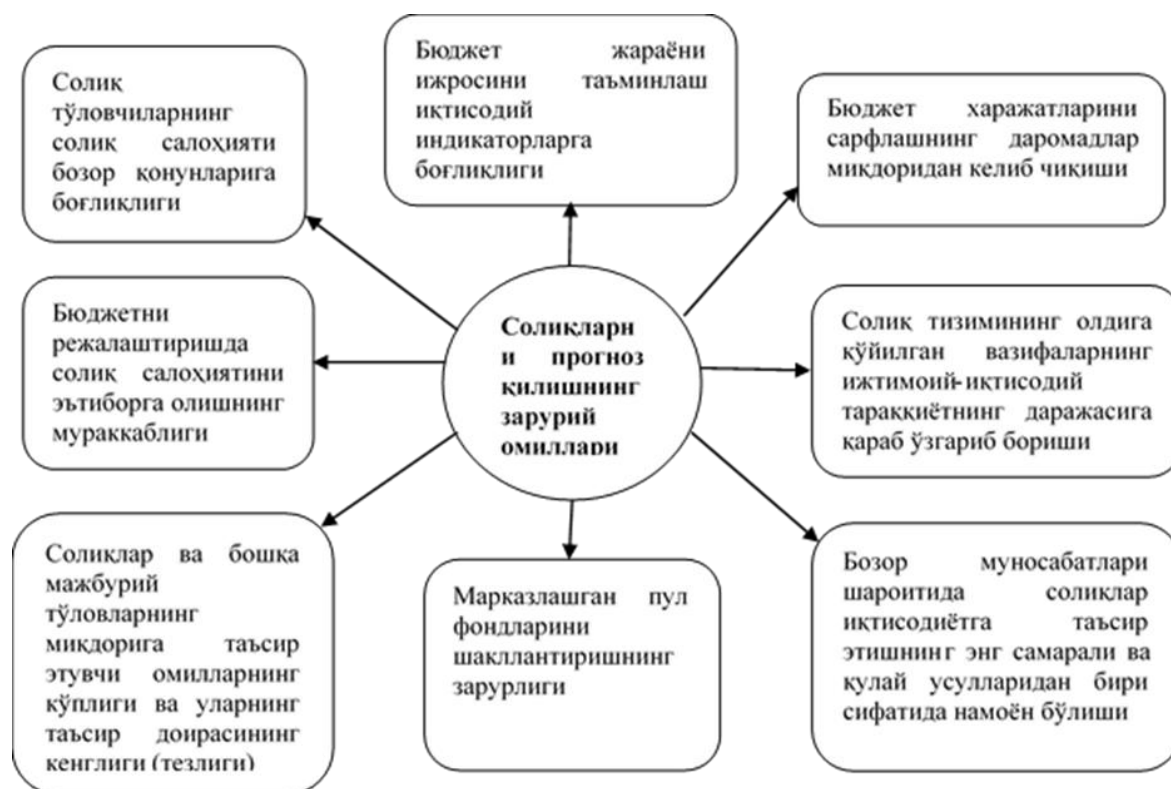 Солиқ
тўловчиларнинг
солиқ салоҳияти
бозор қонунларига
боғлиқлиги
Бюджет жараёни
ижросини таъминлаш
иқтисодий
индикаторларга
боғлиқлиги
Бюджет харажатларини
сарфлашнинг даромадлар
миқдоридан келиб чиқиши
Бюджетни
режалаштиришда
солиқ салоҳиятини
эътиборга олишнинг
мураккаблиги
Солиқларн
и прогноз
қилишнинг
зарурий
омиллари
Солиқ тизимининг олдига
қўйилган вазифаларнинг
ижтимоий-иқтисодий
тараққиётнинг даражасига
қараб ўзгариб бориши
Солиқлар ва бошқа
мажбурий
тўловларнинг
миқдорига таъсир
этувчи омилларнинг
кўплиги ва уларнинг
таъсир доирасининг
кенглиги (тезлиги)
Марказлашган пул
фондларини
шакллантиришнинг
зарурлиги
Бозор муносабатлари
шароитида солиқлар
иқтисодиётга таъсир
этишнинг энг самарали ва
қулай усулларидан бири
сифатида намоён бўлиши